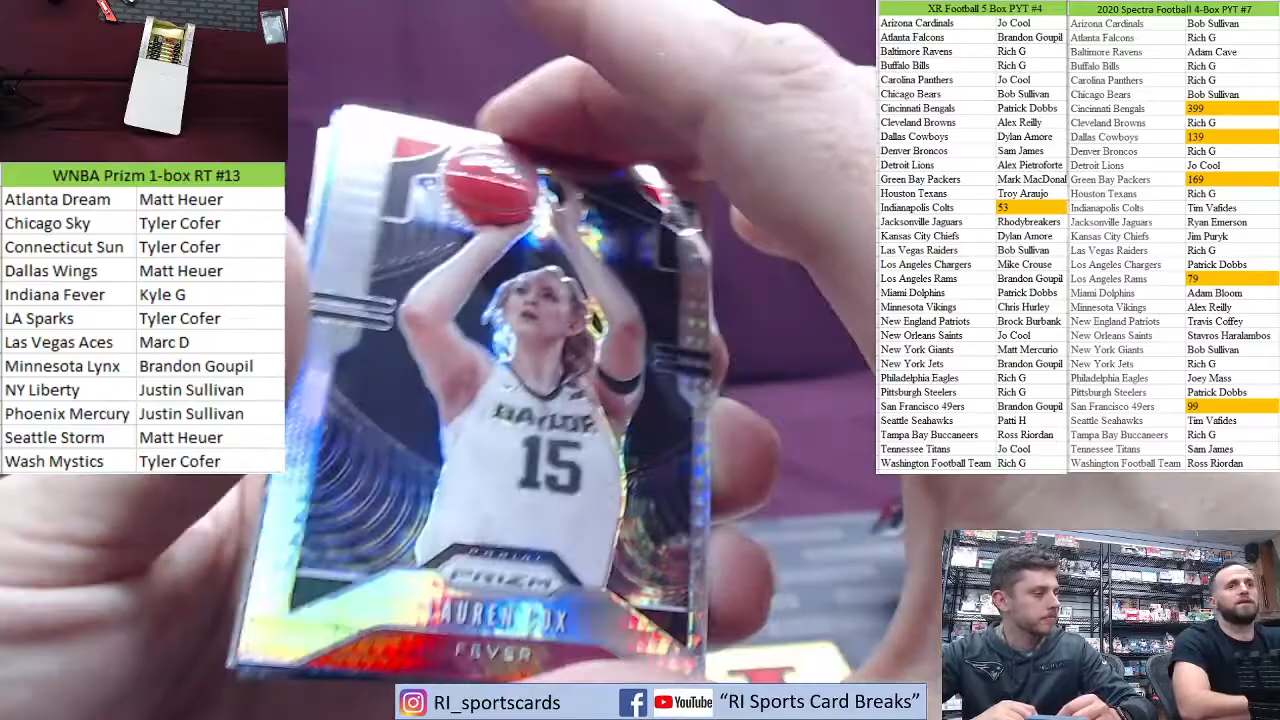 WNBA Prizm 1-box RT #13
Atlanta Dream Matt Heuer
Chicago Sky Tyler Cofer
Connecticut Sun Tyler Cofer
Dallas Wings Matt Heuer
Indiana Fever Kyle G
LA Sparks Tyler Cofer
Las Vegas Aces Marc D
Minnesota Lynx Brandon Goupil
NY Liberty Justin Sullivan
Phoenix Mercury Justin Sullivan
Seattle Storm Matt Heuer
Wash Mystics Tyler Cofer
BAYLOR
15
PANINI
PRIZM
LAUREN COX
FEVER
XR Football 5 Box PYT #4 2020 Spectra Football 4-Box PYT #7
Arizona Cardinals Jo Cool Arizona Cardinals Bob Sullivan
Atlanta Falcons Brandon Goupil Atlanta Falcons Rich G
Baltimore Ravens Rich G Baltimore Ravens Adam Cave
Buffalo Bills Rich G Buffalo Bills Rich G
Carolina Panthers Jo Cool Carolina Panthers Rich G
Chicago Bears Bob Sullivan Chicago Bears Bob Sullivan
Cincinnati Bengals Patrick Dobbs Cincinnati Bengals 399
Cleveland Browns Alex Reilly Cleveland Browns Rich G
Dallas Cowboys Dylan Amore Dallas Cowboys 139
Denver Broncos Sam James Denver Broncos Rich G
Detroit Lions Alex Pietroforte Detroit Lions Jo Cool
Green Bay Packers Mark MacDonal Green Bay Packers 169
Houston Texans Troy Araujo Houston Texans Rich G
Indianapolis Colts 53 Indianapolis Colts Tim Vafides
Jacksonville Jaguars Rhodybreakers Jacksonville Jaguars Ryan Emerson
Kansas City Chiefs Dylan Amore Kansas City Chiefs Jim Puryk
Las Vegas Raiders Bob Sullivan Las Vegas Raiders Rich G
Los Angeles Chargers Mike Crouse Los Angeles Chargers Patrick Dobbs
Los Angeles Rams Brandon Goupil Los Angeles Rams 79
Miami Dolphins Patrick Dobbs Miami Dolphins Adam Bloom
Minnesota Vikings Chris Hurley Minnesota Vikings Alex Reilly
New England Patriots Brock Burbank New England Patriots Travis Coffey
New Orleans Saints Jo Cool New Orleans Saints Stavros Haralambos
New York Giants Matt Mercurio New York Giants Bob Sullivan
New York Jets Brandon Goupil New York Jets Rich G
Philadelphia Eagles Rich G Philadelphia Eagles Joey Mass
Pittsburg Steelers Rich G Pittsburg Steelers Patrick Dobbs
San Francisco 49ers Brandon Goupil San Francisco 49ers 99
Seattle Seahawks Patti H Seattle Seahawks Tim Vafides
Tampa Bay Buccaneers Ross Riordan Tampa Bay Buccaneers Rich G
Tennessee Titans Jo Cool Tennessee Titans Sam James
Washington Football Team Rich G Washington Football Team Ross Riordan
RI_sportscards YouTube "RI Sports Card Breaks"